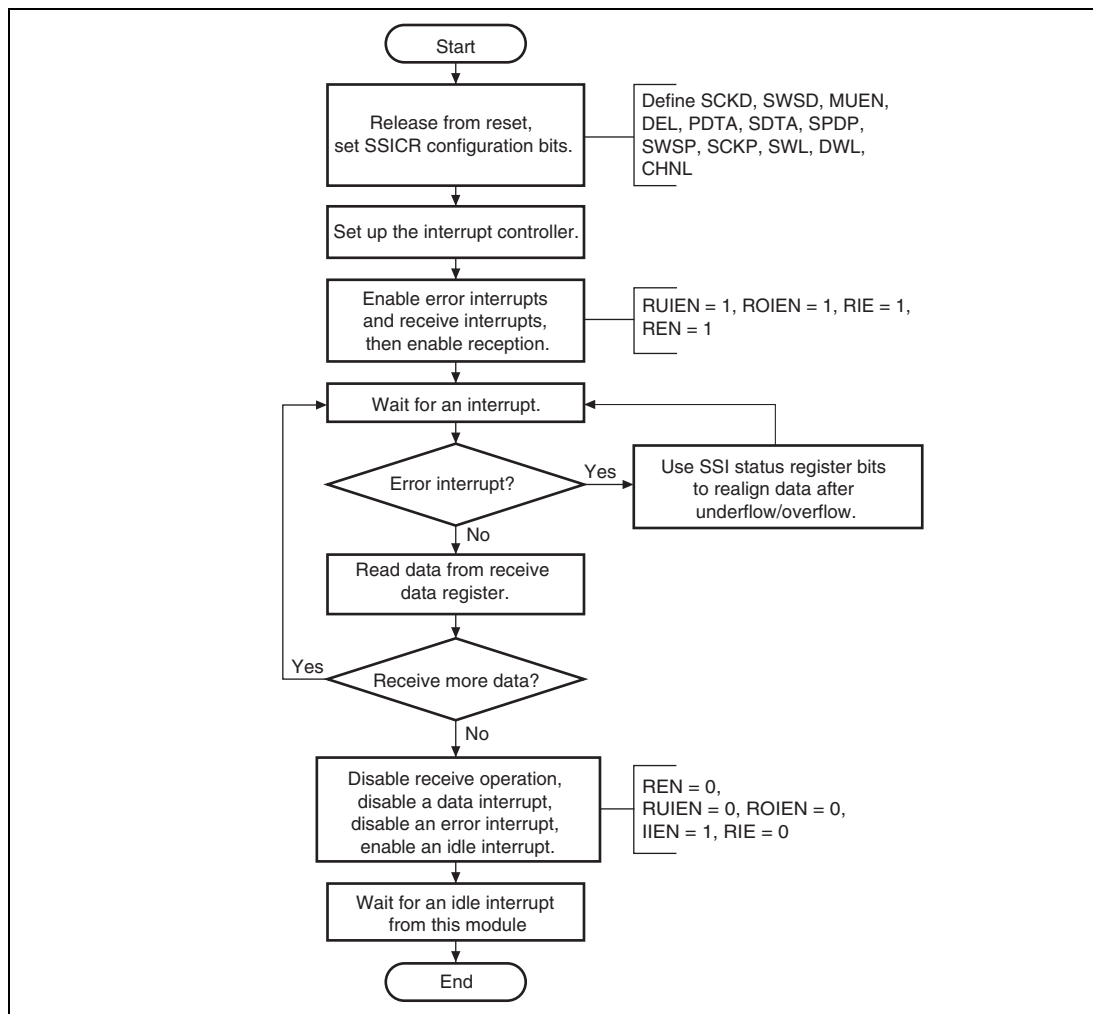 Start
Release from reset,
set SSICR configuration bits.
Define SCKD, SWSD, MUEN,
DEL, PDTA, SDTA, SPDP,
SWSP, SCKP, SWL, DWL,
CHNL
Set up the interrupt controller.
Enable error interrupts
and receive interrupts,
then enable reception.
RUIEN = 1, ROIEN = 1, RIE = 1,
REN = 1
Wait for an interrupt.
Error interrupt?
Yes
Use SSI status register bits
to realign data after
underflow/overflow.
No
Read data from receive
data register.
Yes
Receive more data?
No
Disable receive operation,
disable a data interrupt,
disable an error interrupt,
enable an idle interrupt.
REN = 0,
RUIEN = 0, ROIEN = 0,
IIEN = 1, RIE = 0
Wait for an idle interrupt
from this module
End